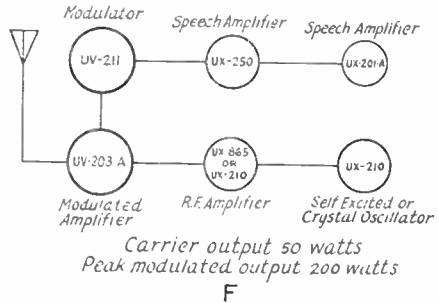 Modulator
Speech Amplifier
Speech Amplifier
UV-211
UX-250
UX-201-A
UV-203 A
UX 865
OR
UX-210
UX-210
Modulated
Amplifier
R.F. Amplifier
Self Excited or
Crystal Oscillator
Carrier output 50 watts
Peak modulated output 200 watts
F